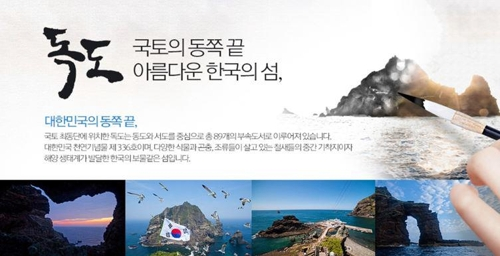 독도
국토의 동쪽 끝
아름다운 한국의 섬,
대한민국의 동쪽 끝,
국토 최동단에 위치한 독도는 동도와 서도를 중심으로 총 89개의 부속도서로 이루어져 있습니다.
대한민국 천연기념물 제 336호이며, 다양한 식물과 곤충, 조류들이 살고 있는 철새들의 중간 기착지이자
해양 생태계가 발달한 한국의 보물같은 섬입니다.